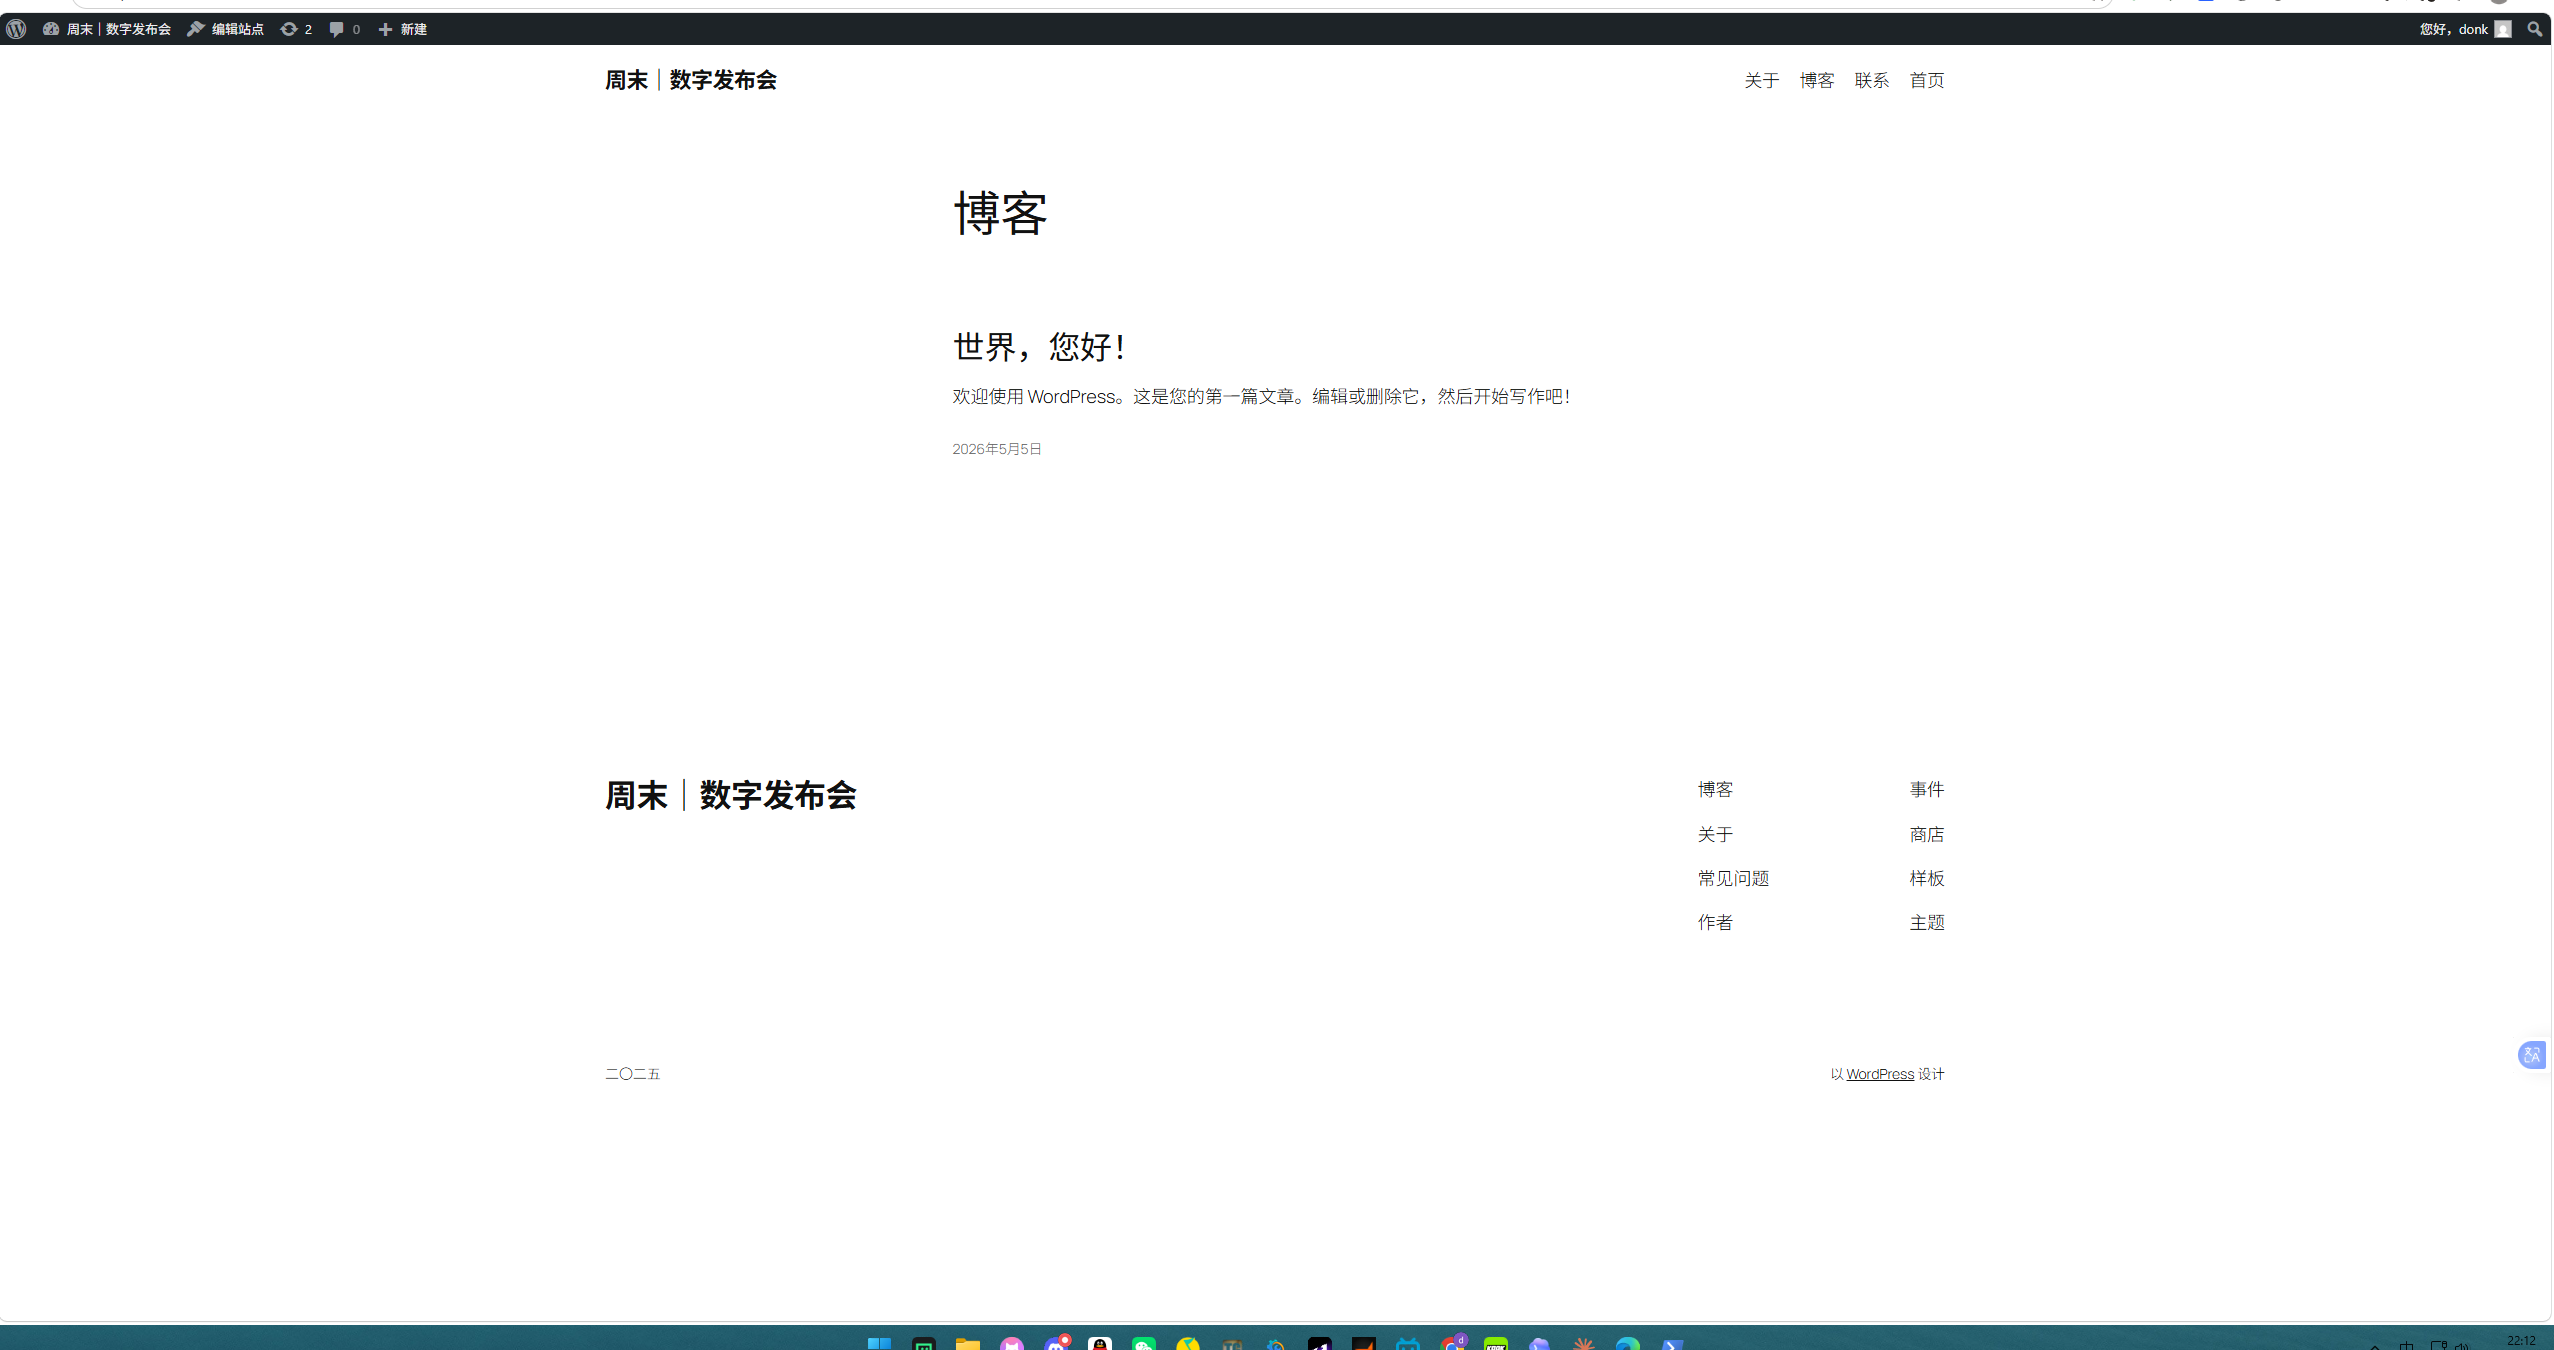 周末｜数字发布会 编辑站点 2 0 新建 您好，donk
周末｜数字发布会 关于 博客 联系 首页
博客
世界，您好！
欢迎使用 WordPress。这是您的第一篇文章。编辑或删除它，然后开始写作吧！
2026年5月5日
周末｜数字发布会
博客
关于
常见问题
作者
事件
商店
样板
主题
二〇二五
以 WordPress 设计
22:12